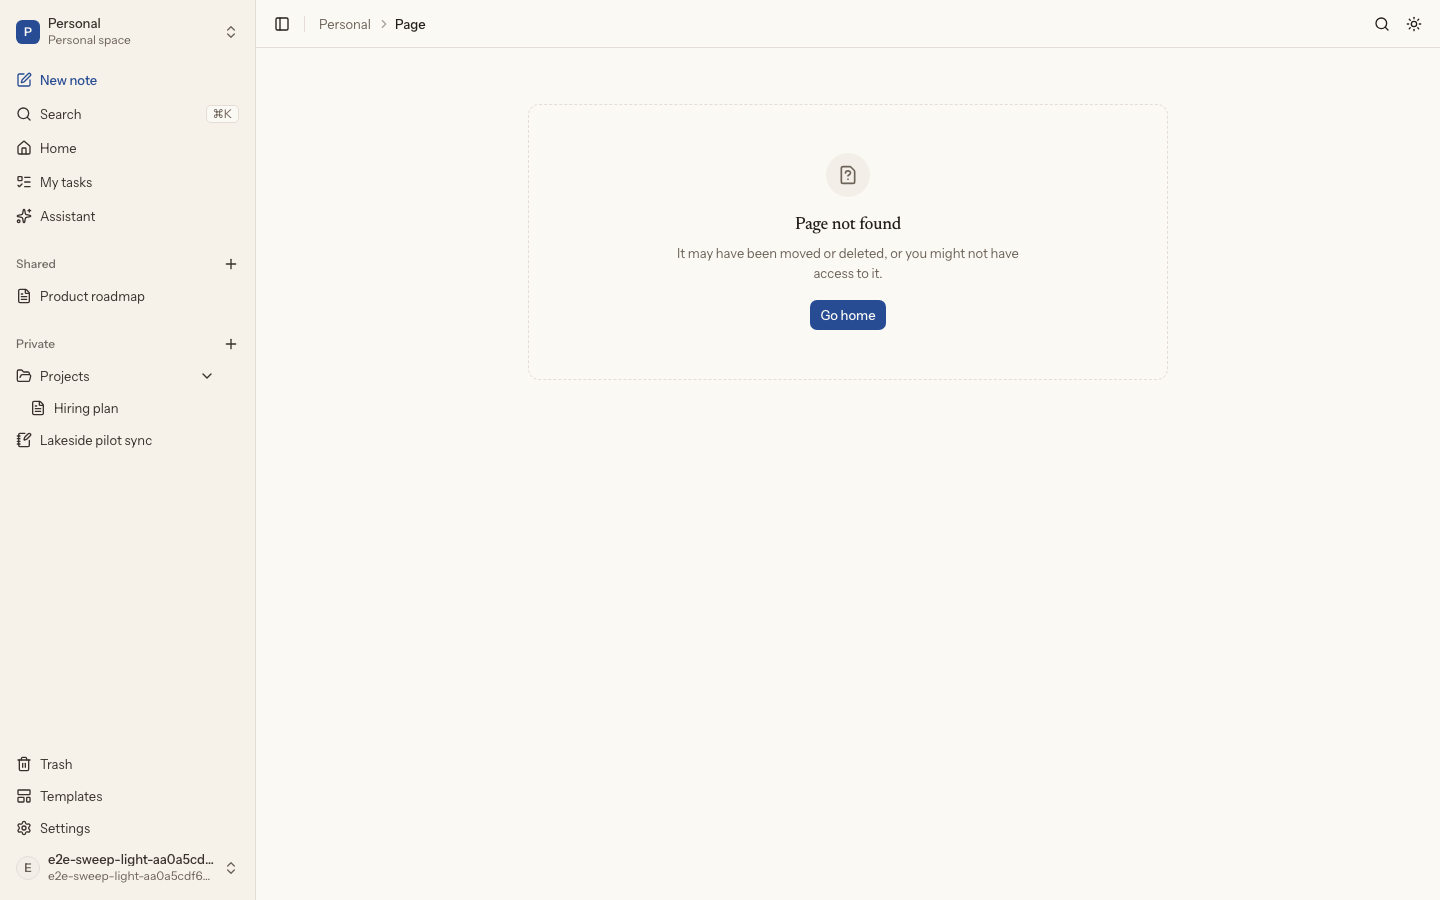 P
Personal
Personal space
Personal
Page
New note
Search
⌘K
Home
My tasks
Assistant
Shared
Product roadmap
Private
Projects
Hiring plan
Lakeside pilot sync
Page not found
It may have been moved or deleted, or you might not have
access to it.
Go home
Trash
Templates
Settings
E
e2e-sweep-light-aa0a5cd...
e2e-sweep-light-aa0a5cdf6...